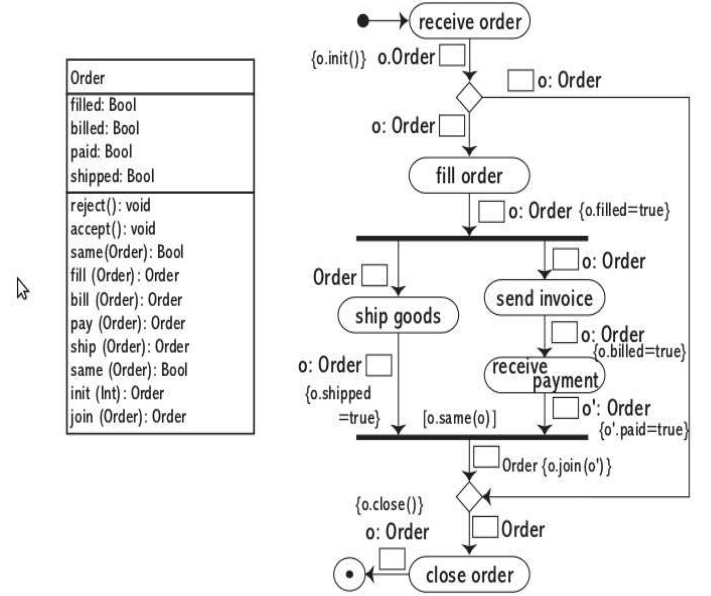 Order
filled: Bool
billed: Bool
paid: Bool
shipped: Bool
reject(): void
accept(): void
same(Order): Bool
fill (Order): Order
bill (Order): Order
pay (Order): Order
ship (Order): Order
same (Order): Bool
init (Int): Order
join (Order): Order
receive order
{o.init()} o.Order
o: Order
o: Order
fill order
o: Order {o.filled=true}
Order
o: Order
ship goods
send invoice
o: Order
{o.billed=true}
o: Order
{o.shipped
=true}
receive
payment
o': Order
{o'.paid=true}
[o.same(o)]
Order {o.join(o')}
{o.close()}
o: Order
Order
close order